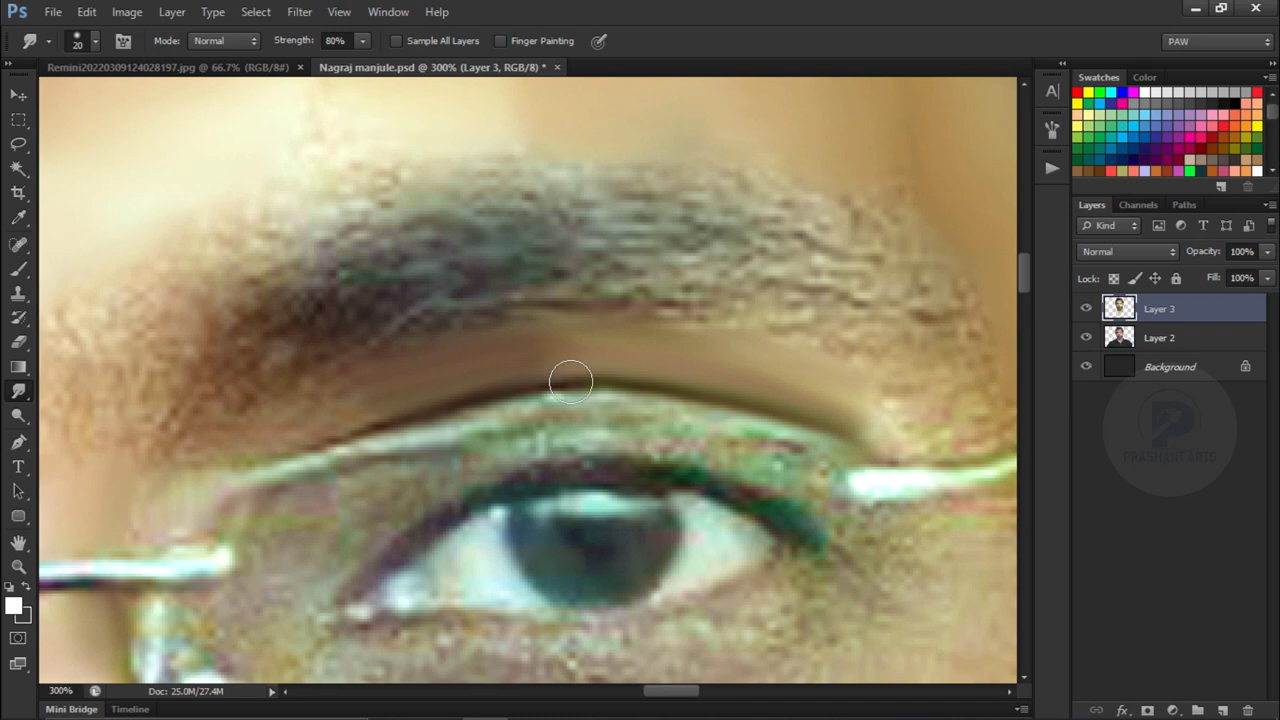 Ps File Edit Image Layer Type Select Filter View Window Help
20 Mode: Normal Strength: 80% Sample All Layers Finger Painting PAW
Remini20220309124028197.jpg @ 66.7% (RGB/8#) × Nagraj manjule.psd @ 300% (Layer 3, RGB/8) * ×
Swatches Color
Layers Channels Paths
Kind
Normal Opacity: 100%
Lock: Fill: 100%
Layer 3
Layer 2
Background
PRASHANT ARTS
300% Doc: 25.0M/27.4M
Mini Bridge Timeline